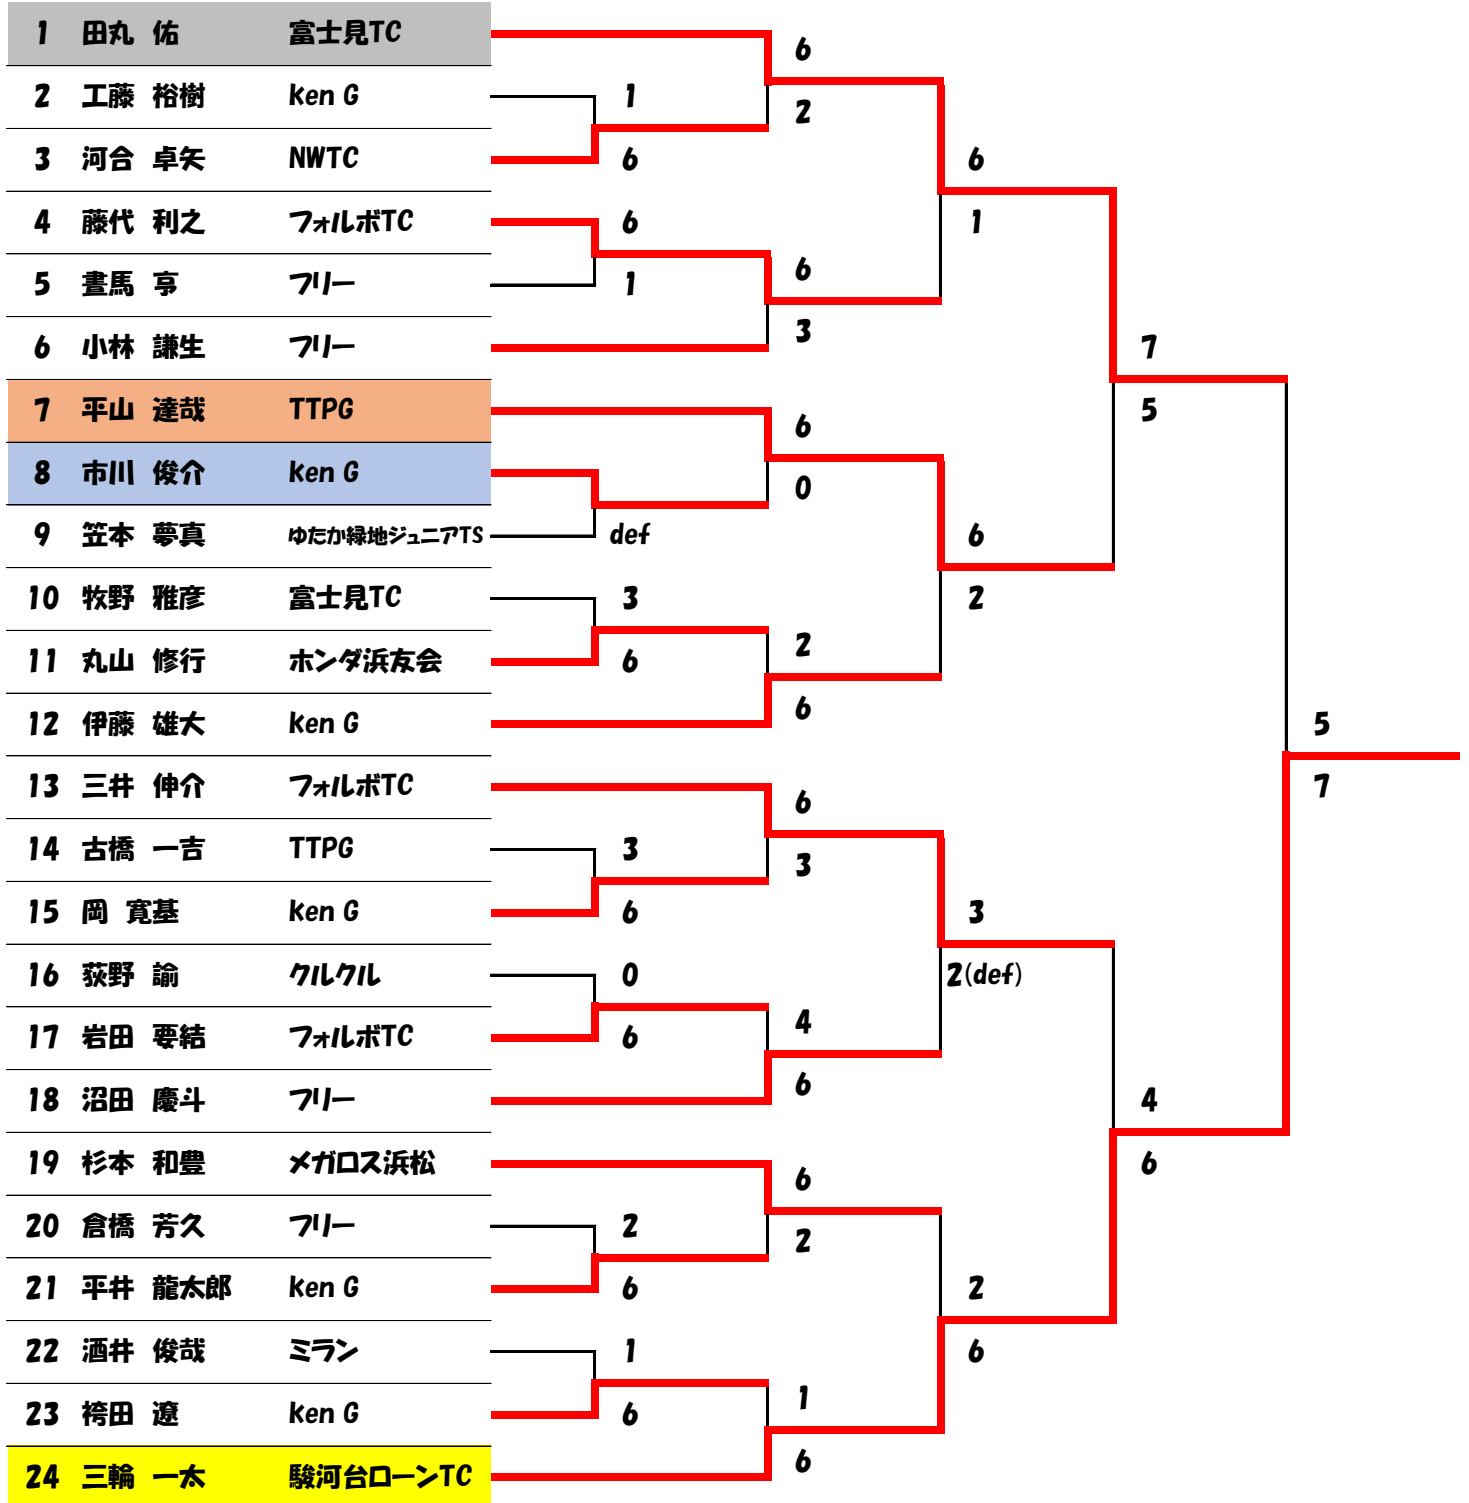 1 田丸 佑 富士見TC
6
2 工藤 裕樹 ken G 1
2
3 河合 卓矢 NWTC 6 6
4 藤代 利之 フォルボTC 6 1
6
5 晝馬 享 フリー 1
3
6 小林 謙生 フリー 7
7 平山 達哉 TTPG 5
6
8 市川 俊介 ken G
0
9 笠本 夢真 ゆたか緑地ジュニアTS def 6
10 牧野 雅彦 富士見TC 3 2
2
11 丸山 修行 ホンダ浜友会 6
6
12 伊藤 雄大 ken G 5
13 三井 伸介 フォルボTC 7
6
14 古橋 一吉 TTPG 3
3
15 岡 寛基 ken G 6 3
16 荻野 諭 クルクル 0 2(def)
4
17 岩田 要結 フォルボTC 6
6
18 沼田 慶斗 フリー 4
19 杉本 和豊 メガロス浜松 6
6
20 倉橋 芳久 フリー 2
2
21 平井 龍太郎 ken G 6 2
22 酒井 俊哉 ミラン 1 6
1
23 袴田 遼 ken G 6
6
24 三輪 一太 駿河台ローンTC